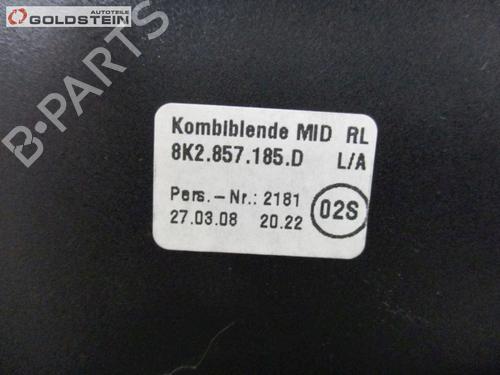 AUTOTEILE
GOLDSTEIN
B-PARTS
Kombiblende MID RL
8K2.857.185.D L/A
Pers.-Nr.: 2181
27.03.08 20.22 02S